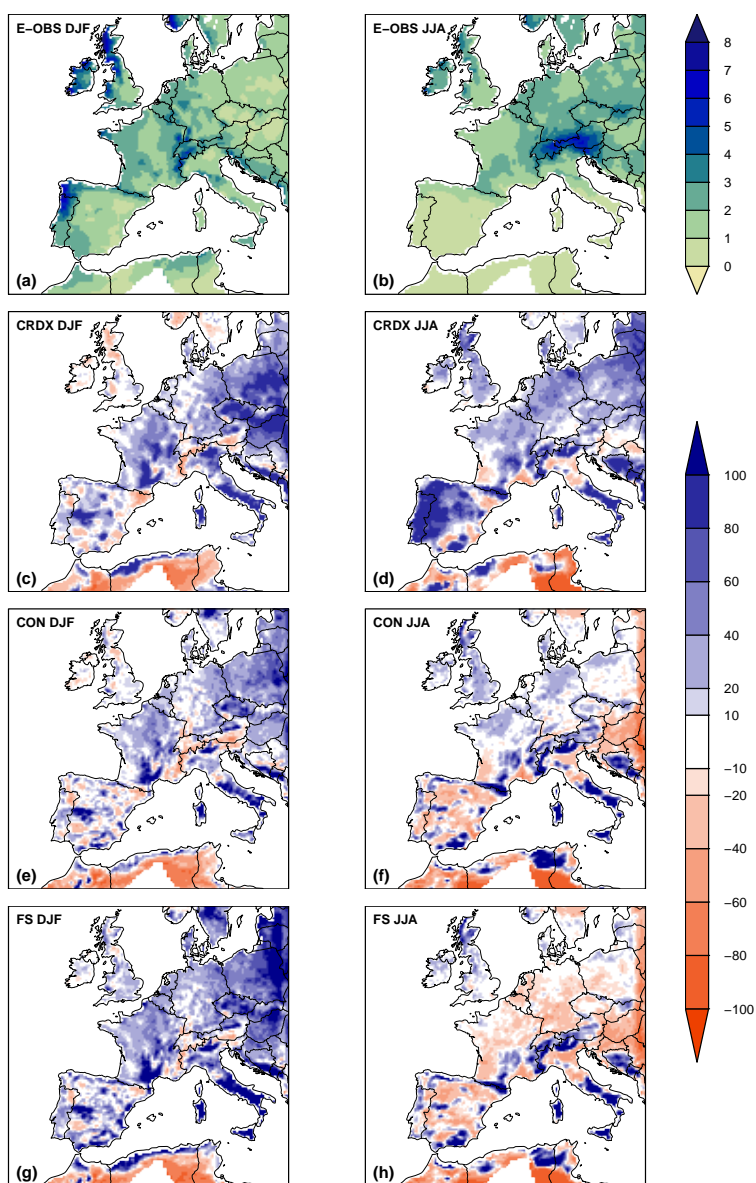 E−OBS DJF
(a)
E−OBS JJA
(b)
8
7
6
5
4
3
2
1
0
CRDX DJF
(c)
CRDX JJA
(d)
CON DJF
(e)
CON JJA
(f)
FS DJF
(g)
FS JJA
(h)
100
80
60
40
20
10
−10
−20
−40
−60
−80
−100